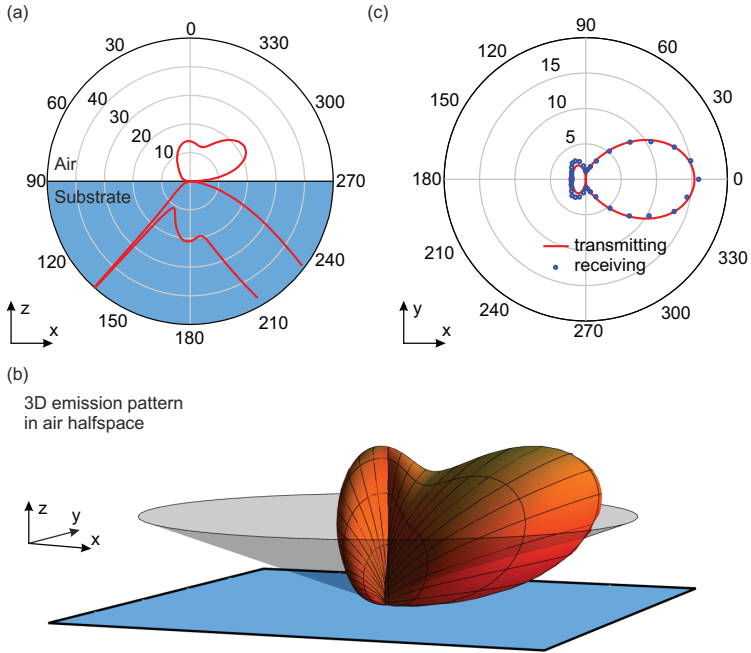 (a)
0
30
330
60
300
40
30
20
10
Air
90
270
Substrate
120
240
150
210
180
z
x
(c)
90
120
60
15
150
30
10
5
180
0
transmitting
receiving
210
330
240
300
270
y
x
(b)
3D emission pattern
in air halfspace
z
y
x